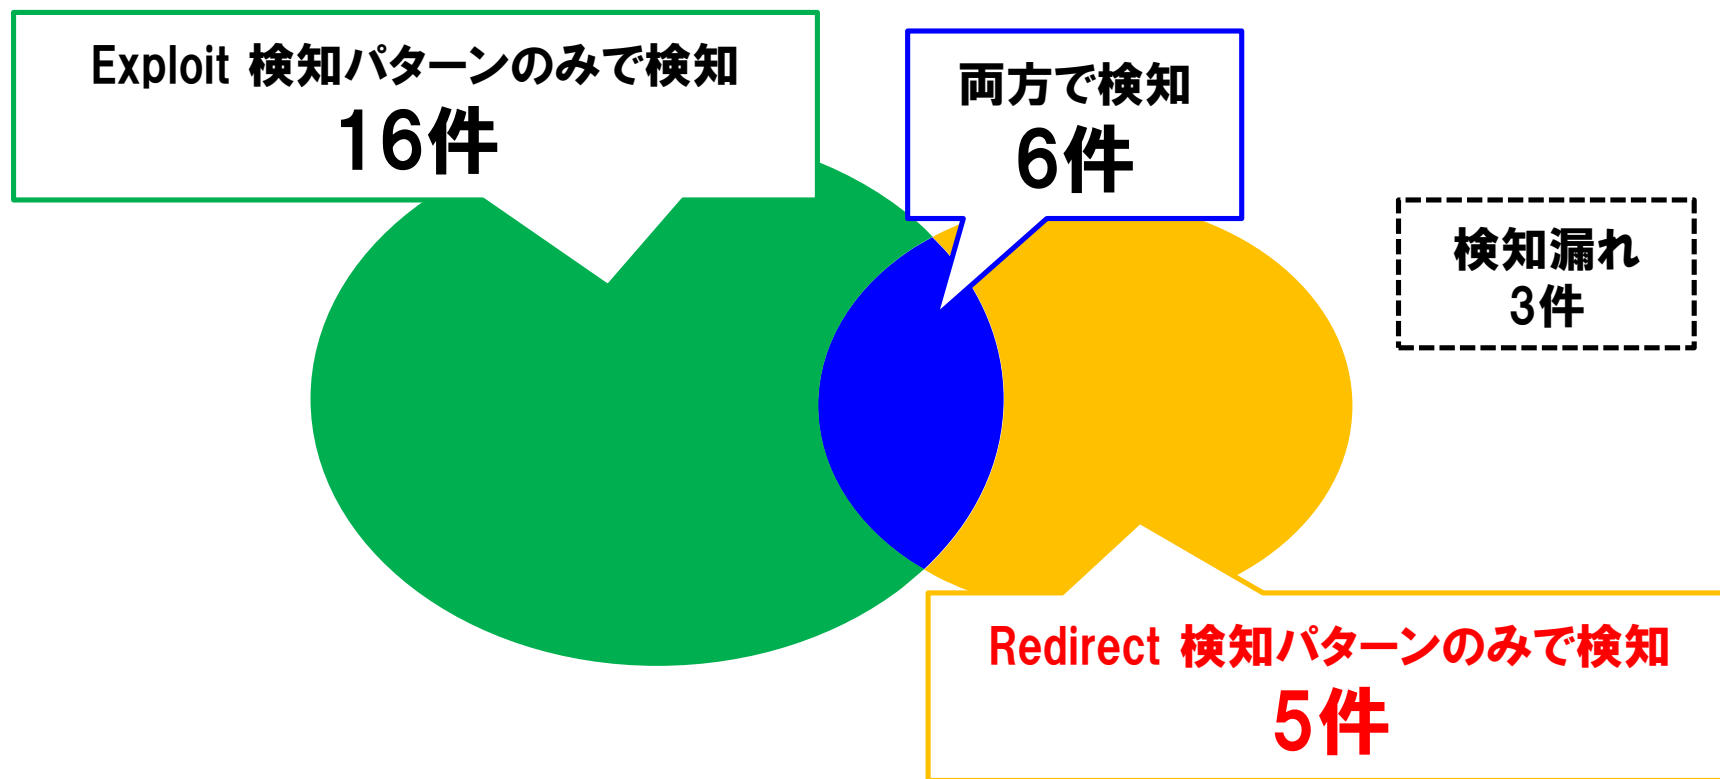 Exploit 検知パターンのみで検知
16件
両方で検知
6件
検知漏れ
3件
Redirect 検知パターンのみで検知
5件